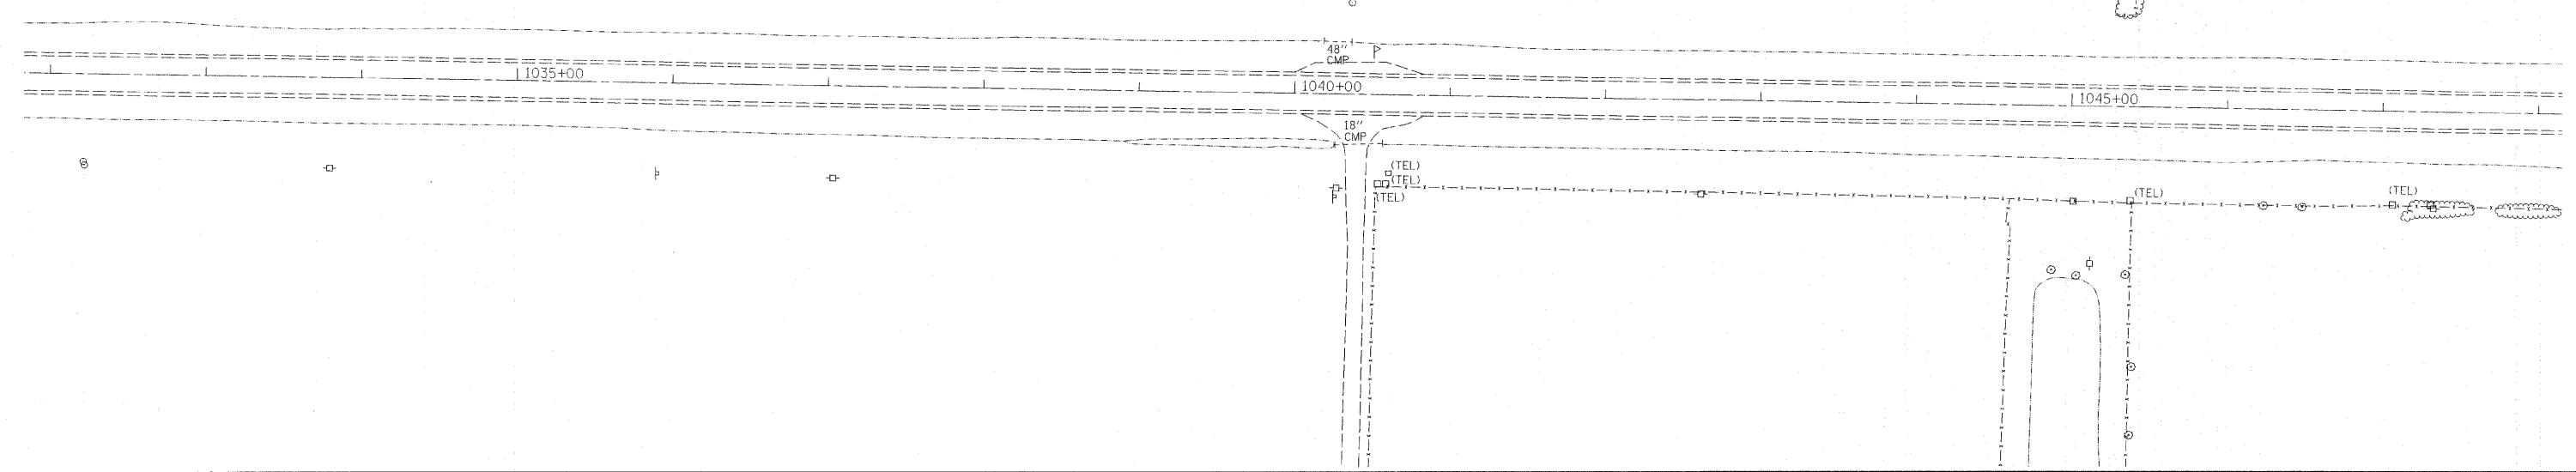 48''
CMP
1035+00
1040+00
1045+00
18''
CMP
(TEL)
(TEL)
(TEL)
(TEL)
(TEL)